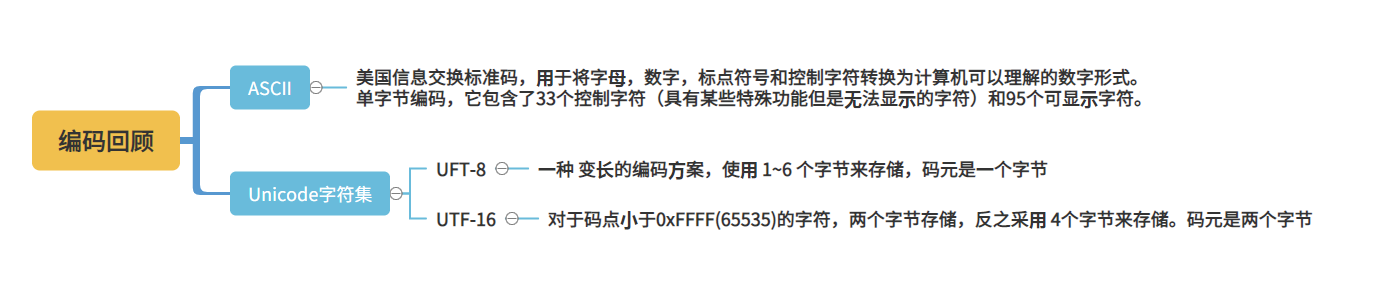 编码回顾
ASCII
美国信息交换标准码，用于将字母，数字，标点符号和控制字符转换为计算机可以理解的数字形式。
单字节编码，它包含了33个控制字符（具有某些特殊功能但是无法显示的字符）和95个可显示字符。
Unicode字符集
UFT-8
一种 变长的编码方案，使用 1~6 个字节来存储，码元是一个字节
UTF-16
对于码点小于0xFFFF(65535)的字符，两个字节存储，反之采用 4个字节来存储。码元是两个字节